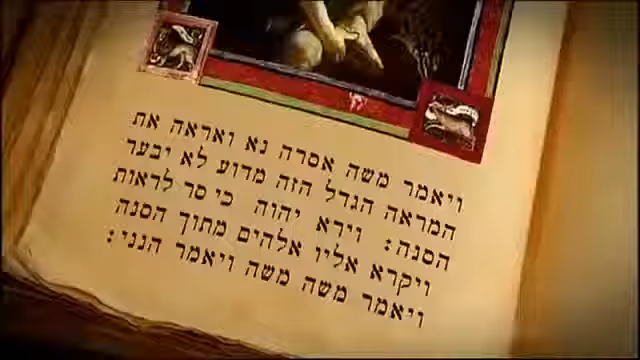 ויאמר משה אסרה נא ואראה את
המראה הגדל הזה מדוע לא יבער
הסנה: וירא יהוה כי סר לראות
ויקרא אליו אלהים מתוך הסנה
ויאמר משה משה ויאמר הנני: